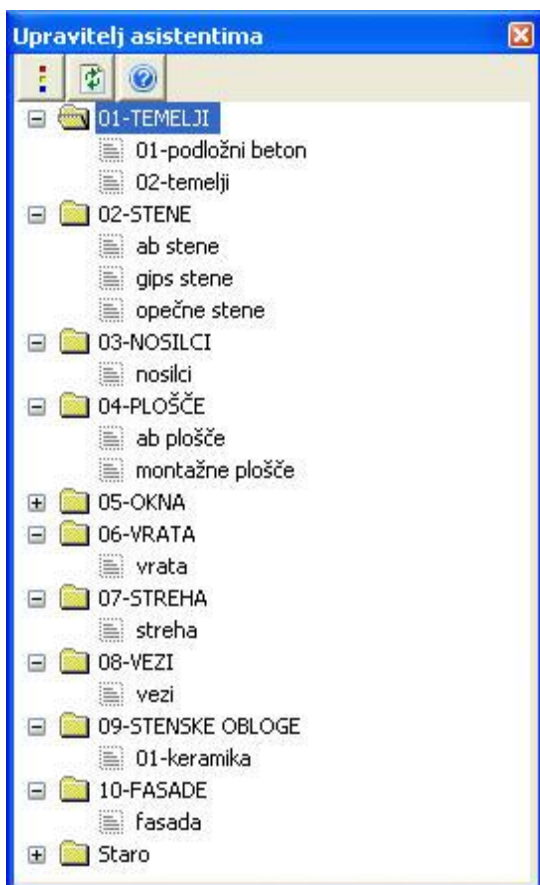 Upravitelj asistentima
01-TEMELJI
01-podložni beton
02-temelji
02-STENE
ab stene
gips stene
opečne stene
03-NOSILCI
nosilci
04-PLOŠČE
ab plošče
montažne plošče
05-OKNA
06-VRATA
vrata
07-STREHA
streha
08-VEZI
vezi
09-STENSKE OBLOGE
01-keramika
10-FASADE
fasada
Staro